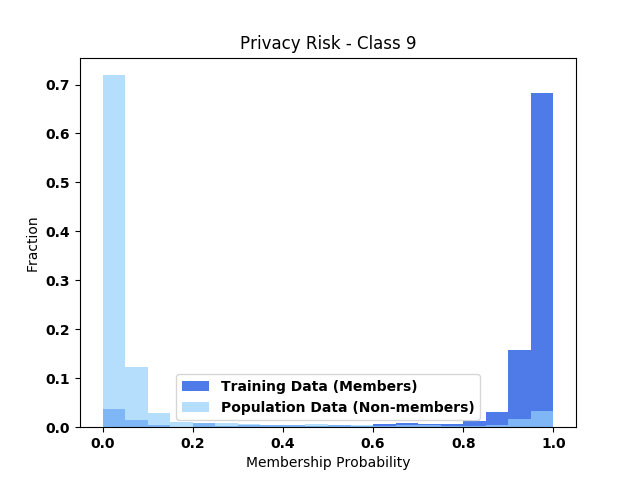 Privacy Risk - Class 9
Fraction
0.7
0.6
0.5
0.4
0.3
0.2
0.1
0.0
Training Data (Members)
Population Data (Non-members)
0.0 0.2 0.4 0.6 0.8 1.0
Membership Probability